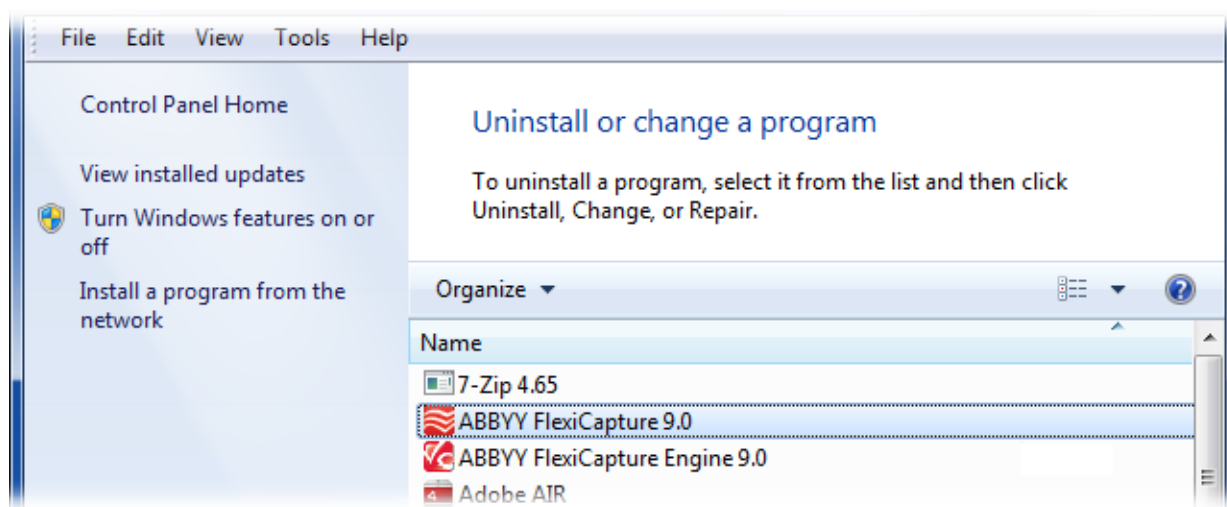 File Edit View Tools Help
Control Panel Home
View installed updates
Turn Windows features on or
off
Install a program from the
network
Uninstall or change a program
To uninstall a program, select it from the list and then click
Uninstall, Change, or Repair.
Organize
Name
7-Zip 4.65
ABBYY FlexiCapture 9.0
ABBYY FlexiCapture Engine 9.0
Adobe AIR